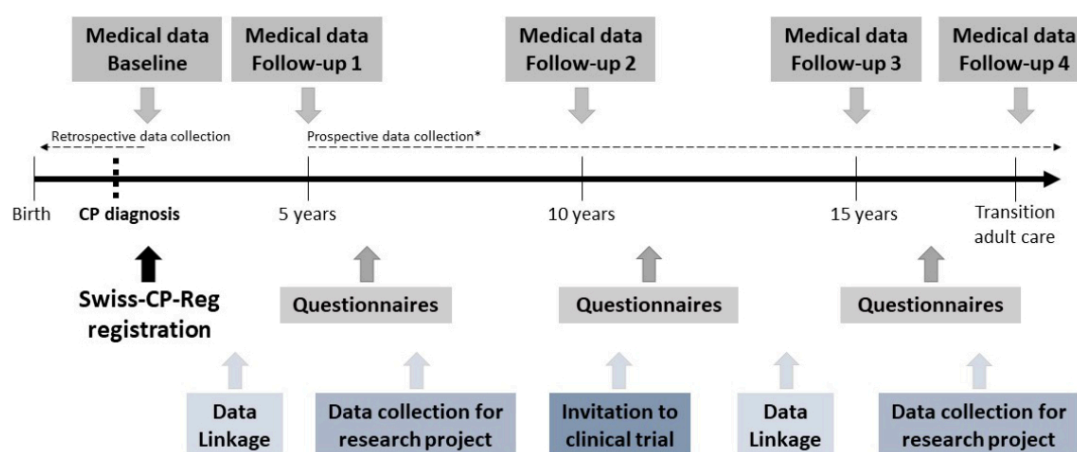 Medical data
Baseline
Medical data
Follow-up 1
Medical data
Follow-up 2
Medical data
Follow-up 3
Medical data
Follow-up 4
Retrospective data collection
Prospective data collection*
Birth
CP diagnosis
5 years
10 years
15 years
Transition
adult care
Swiss-CP-Reg
registration
Questionnaires
Questionnaires
Questionnaires
Data
Linkage
Data collection for
research project
Invitation to
clinical trial
Data
Linkage
Data collection for
research project